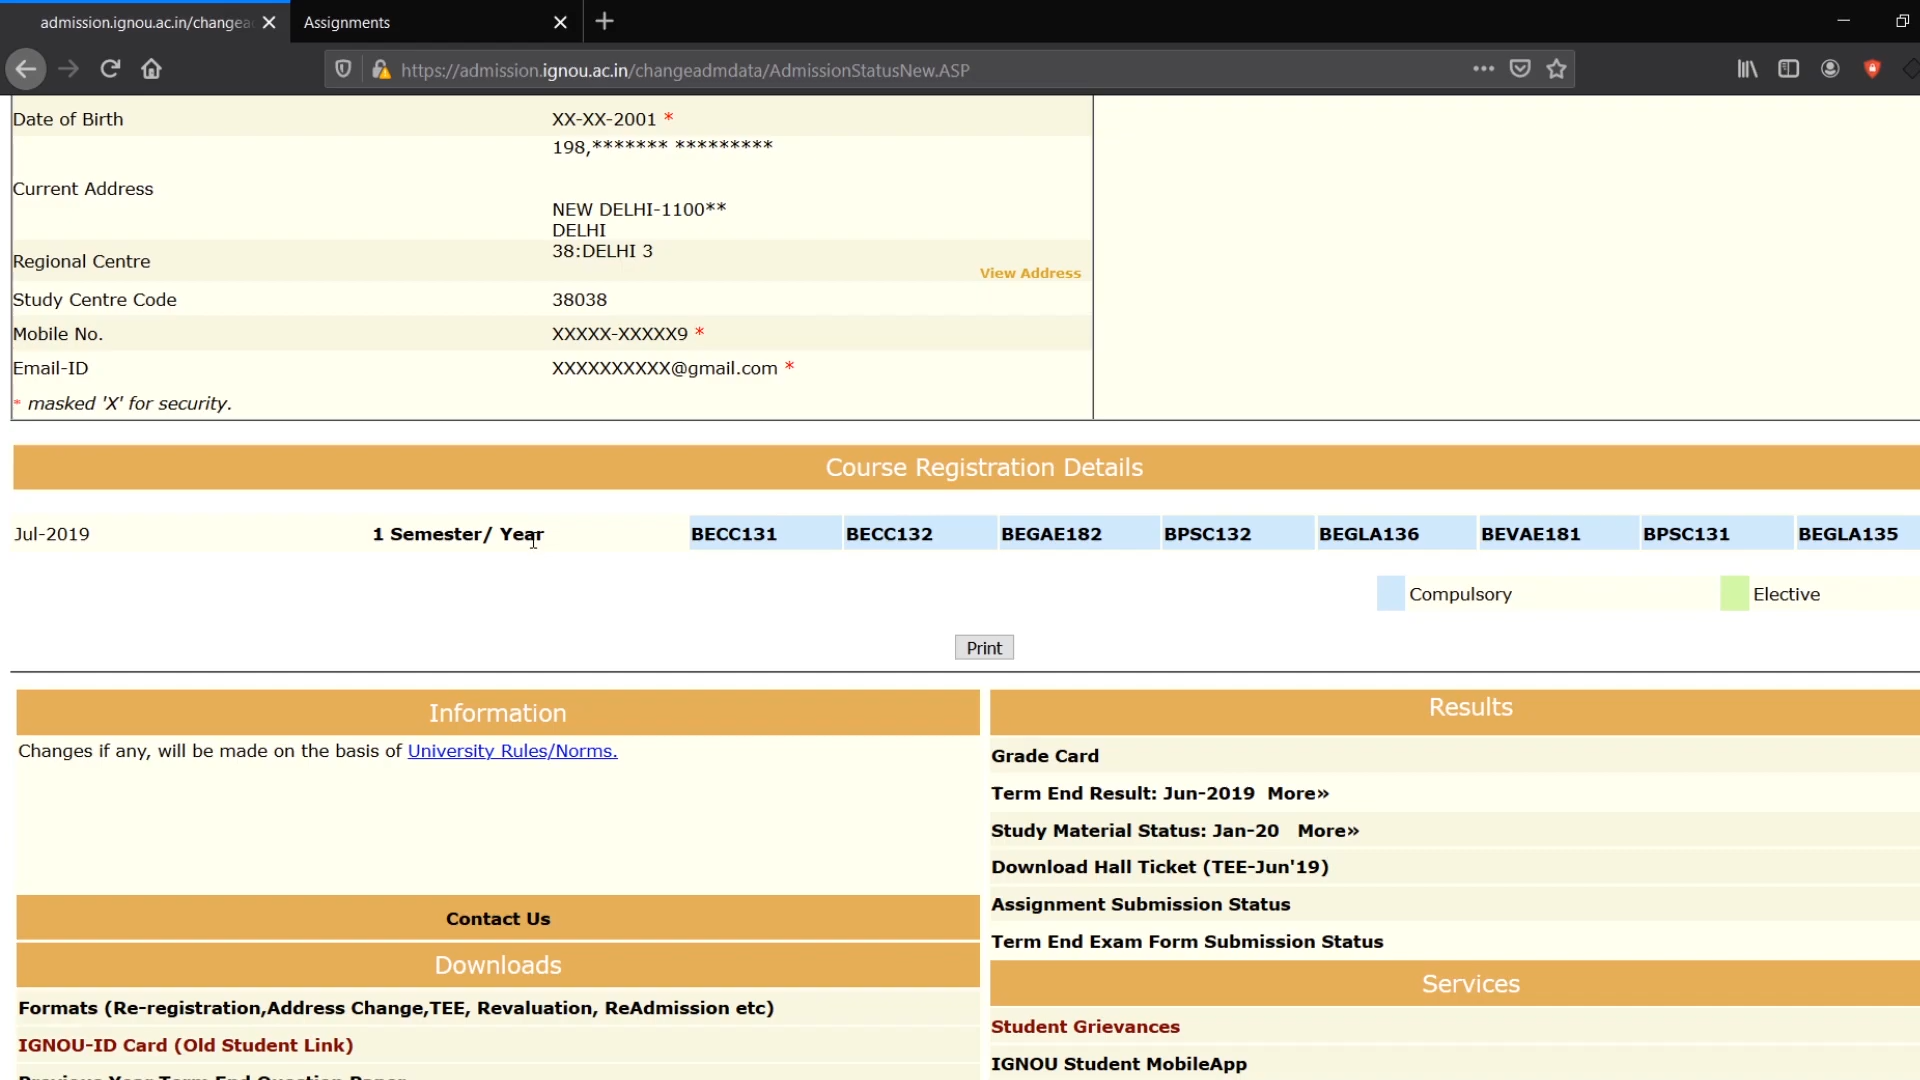 admission.ignou.ac.in/changea
Assignments
https://admission.ignou.ac.in/changeadmdata/AdmissionStatusNew.ASP
Date of Birth XX-XX-2001 *
198,******* *********
Current Address
NEW DELHI-1100**
DELHI
Regional Centre 38:DELHI 3
View Address
Study Centre Code 38038
Mobile No. XXXXX-XXXXX9 *
Email-ID XXXXXXXXXX@gmail.com *
* masked 'X' for security.
Course Registration Details
Jul-2019 1 Semester/ Year BECC131 BECC132 BEGAE182 BPSC132 BEGLA136 BEVAE181 BPSC131 BEGLA135
Compulsory Elective
Print
Information
Changes if any, will be made on the basis of University Rules/Norms.
Contact Us
Downloads
Formats (Re-registration,Address Change,TEE, Revaluation, ReAdmission etc)
IGNOU-ID Card (Old Student Link)
Previous Year Term End Question Paper
Results
Grade Card
Term End Result: Jun-2019 More»
Study Material Status: Jan-20 More»
Download Hall Ticket (TEE-Jun'19)
Assignment Submission Status
Term End Exam Form Submission Status
Services
Student Grievances
IGNOU Student MobileApp